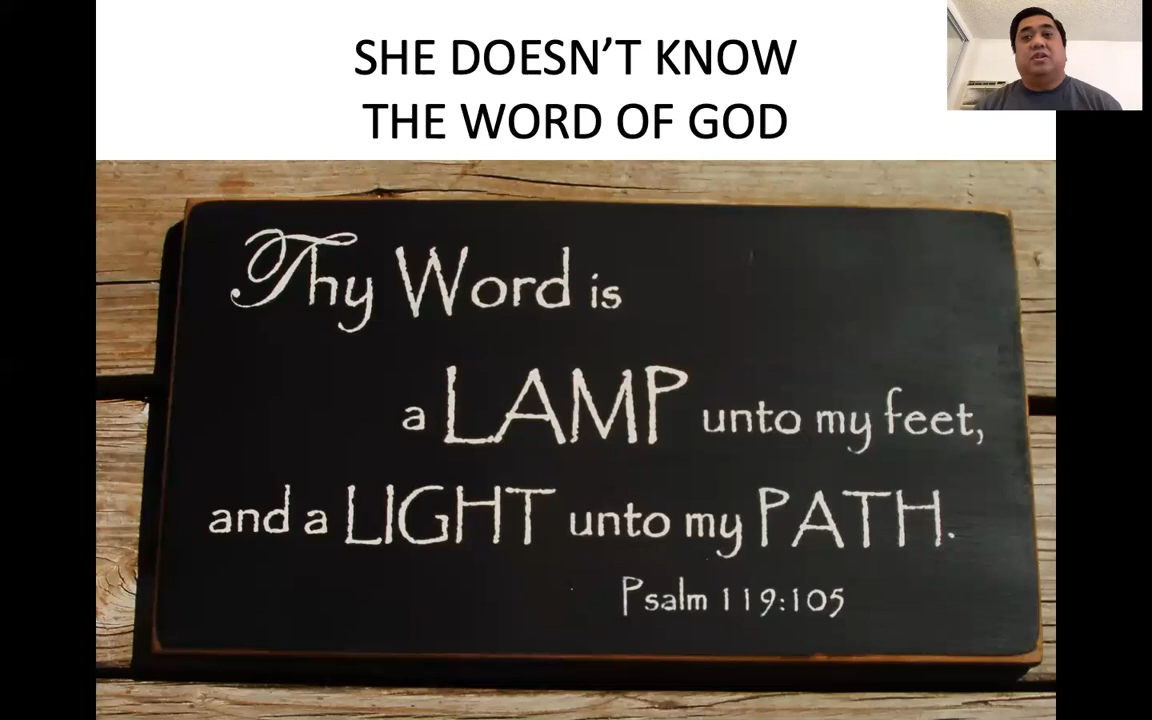 SHE DOESN’T KNOW
THE WORD OF GOD
Thy Word is
a LAMP unto my feet,
and a LIGHT unto my PATH.
Psalm 119:105